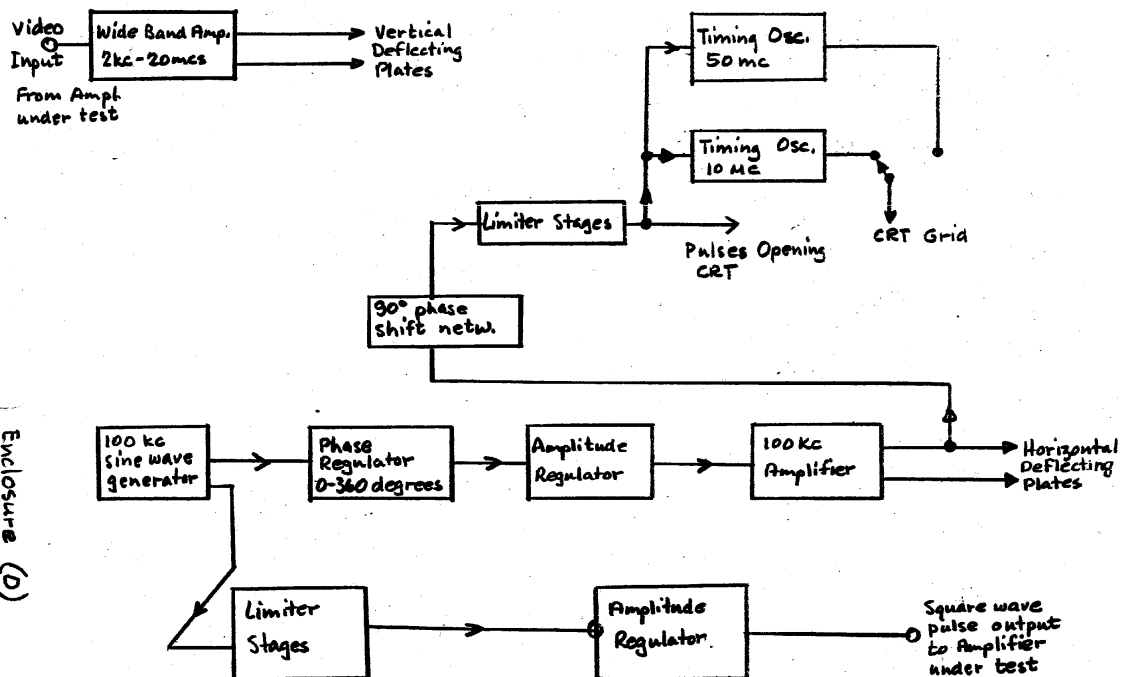 Video
Input
From Ampl.
under test
Wide Band Amp.
2kc-20mcs
Vertical
Deflecting
Plates
Timing Osc.
50 mc
Timing Osc.
10 Mc
Limiter Stages
Pulses Opening
CRT
CRT Grid
90° phase
shift netw.
100 kc
sine wave
generator
Phase
Regulator
0-360 degrees
Amplitude
Regulator
100 Kc
Amplifier
Horizontal
Deflecting
Plates
Limiter
Stages
Amplitude
Regulator
Square wave
pulse output
to Amplifier
under test
Enclosure (D)